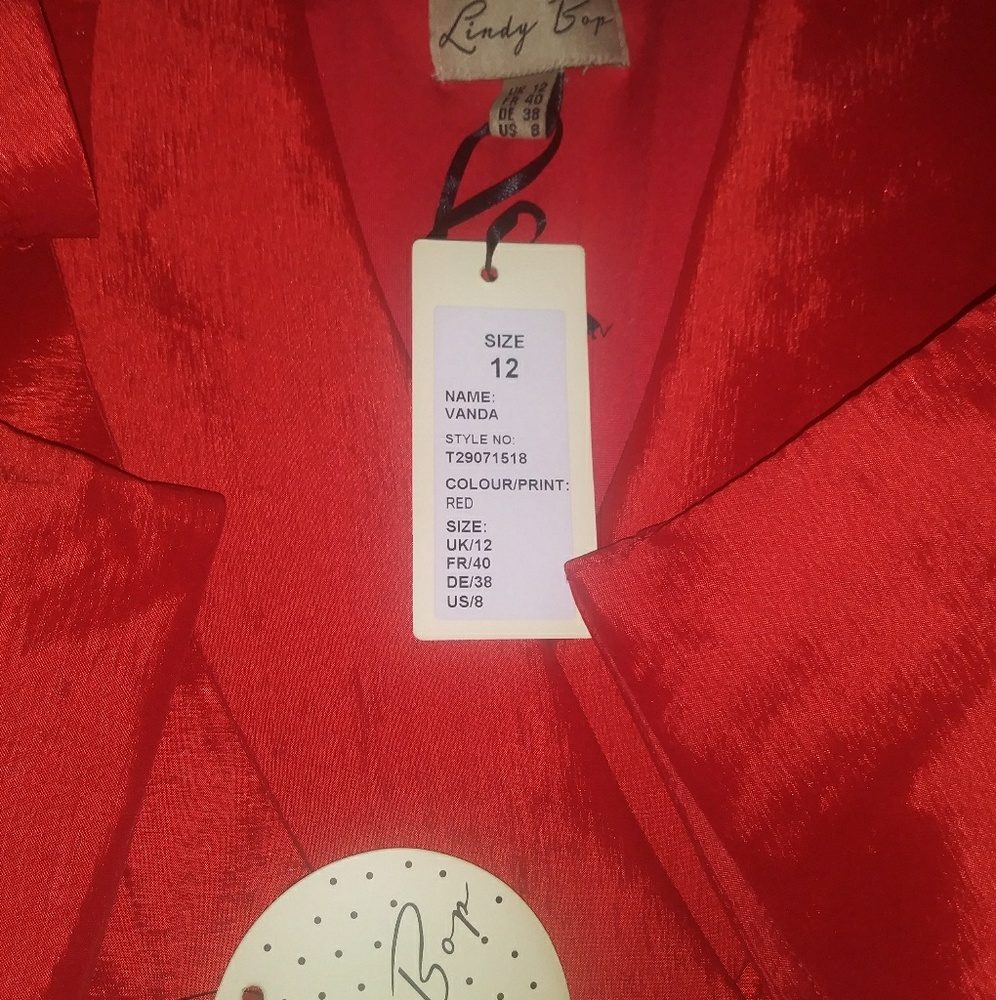 Lindy Bop
UK 12
FR 40
DE 38
US 8
SIZE
12
NAME:
VANDA
STYLE NO:
T29071518
COLOUR/PRINT:
RED
SIZE:
UK/12
FR/40
DE/38
US/8
Bop